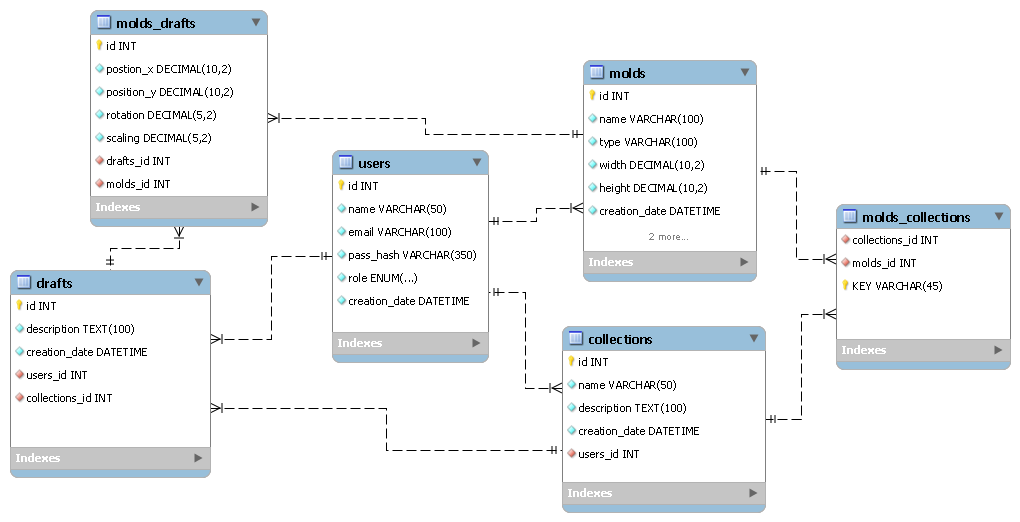 molds_drafts
id INT
postion_x DECIMAL(10,2)
position_y DECIMAL(10,2)
rotation DECIMAL(5,2)
scaling DECIMAL(5,2)
drafts_id INT
molds_id INT
Indexes
users
id INT
name VARCHAR(50)
email VARCHAR(100)
pass_hash VARCHAR(350)
role ENUM(...)
creation_date DATETIME
Indexes
molds
id INT
name VARCHAR(100)
type VARCHAR(100)
width DECIMAL(10,2)
height DECIMAL(10,2)
creation_date DATETIME
2 more...
Indexes
molds_collections
collections_id INT
molds_id INT
KEY VARCHAR(45)
Indexes
drafts
id INT
description TEXT(100)
creation_date DATETIME
users_id INT
collections_id INT
Indexes
collections
id INT
name VARCHAR(50)
description TEXT(100)
creation_date DATETIME
users_id INT
Indexes